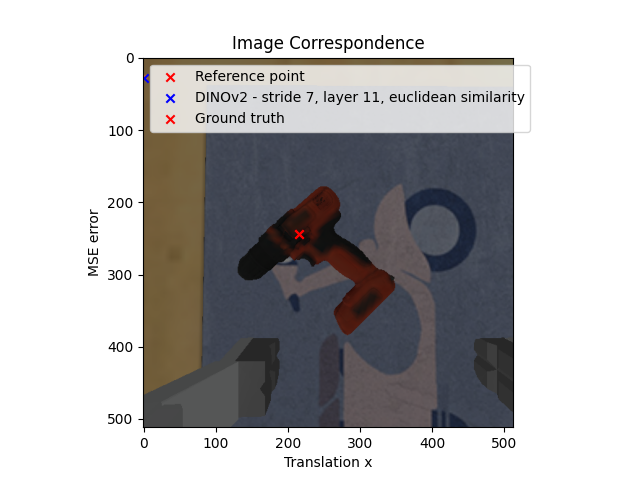 Image Correspondence
Reference point
DINOv2 - stride 7, layer 11, euclidean similarity
Ground truth
MSE error
0
100
200
300
400
500
0
100
200
300
400
500
Translation x